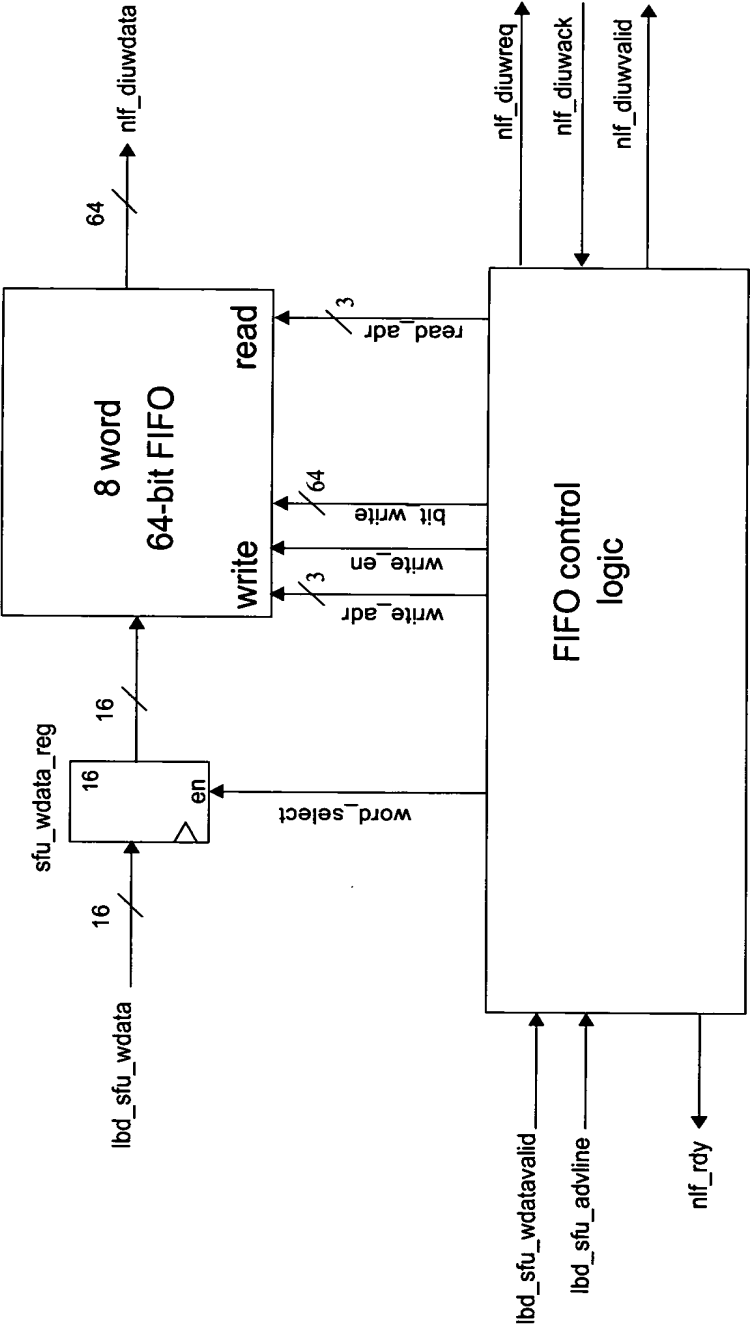 lbd_sfu_wdata
16
sfu_wdata_reg
16
en
16
8 word
64-bit FIFO
write
read
64
nlf_diuwdata
word_select
write_adr
3
write_en
bit_write
64
read_adr
3
FIFO control
logic
lbd_sfu_wdatavalid
lbd_sfu_advline
nlf_rdy
nlf_diuwreq
nlf_diuwack
nlf_diuwvalid